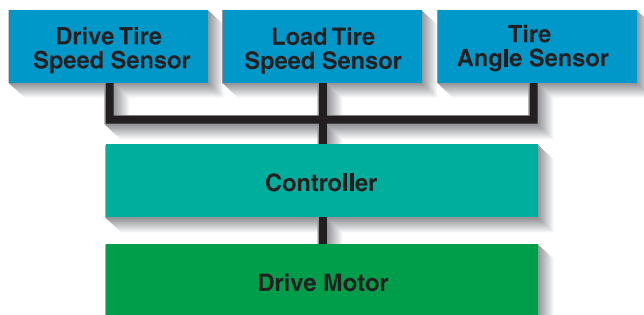 Drive Tire
Speed Sensor
Load Tire
Speed Sensor
Tire
Angle Sensor
Controller
Drive Motor